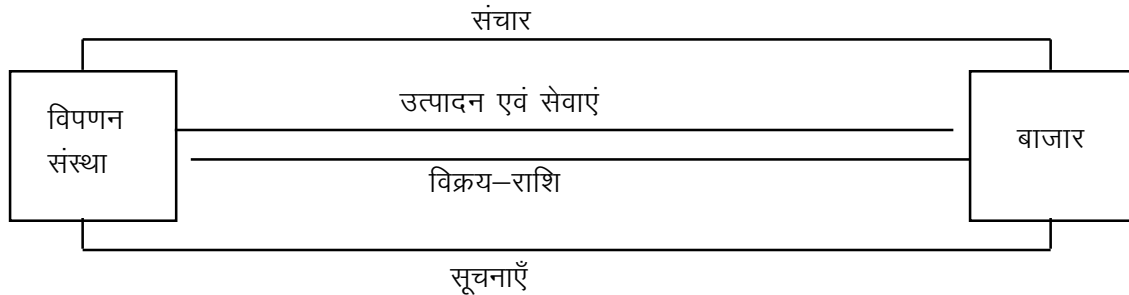 संचार
उत्पादन एवं सेवाएं
विपणन
संस्था
बाजार
विक्रय–राशि
सूचनाएँ